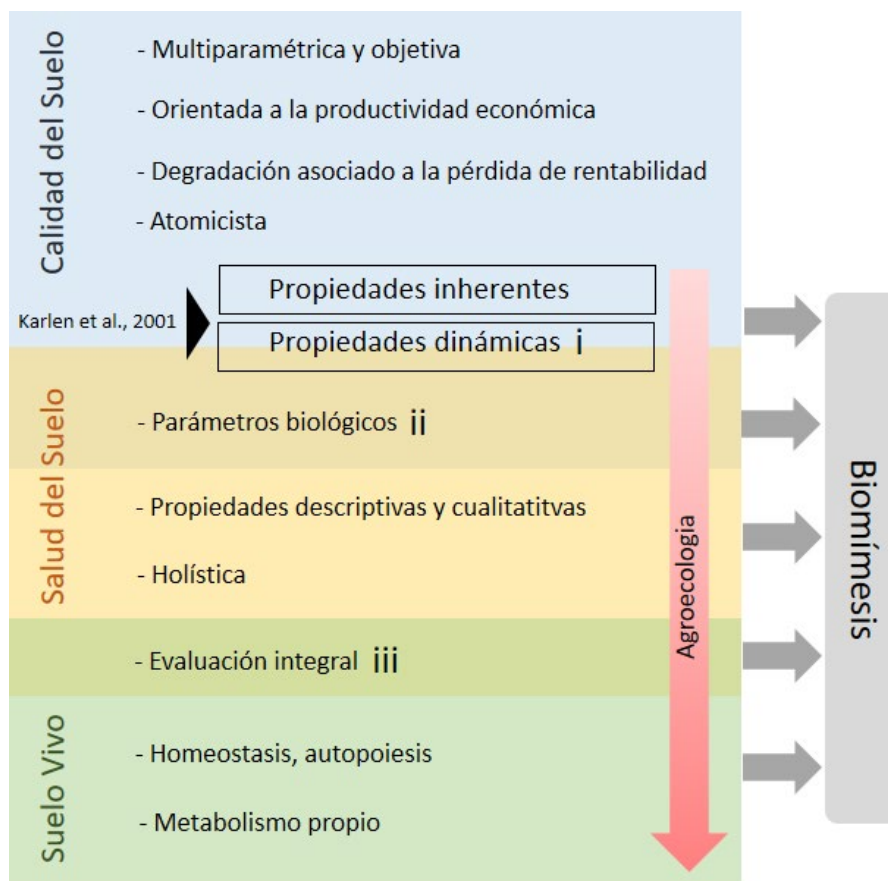 Calidad del Suelo
- Multiparamétrica y objetiva
- Orientada a la productividad económica
- Degradación asociado a la pérdida de rentabilidad
- Atomicista
Karlen et al., 2001
Propiedades inherentes
Propiedades dinámicas i
Salud del Suelo
- Parámetros biológicos ii
- Propiedades descriptivas y cualitatitvas
- Holística
- Evaluación integral iii
Suelo Vivo
- Homeostasis, autopoiesis
- Metabolismo propio
Agroecologia
Biomímesis